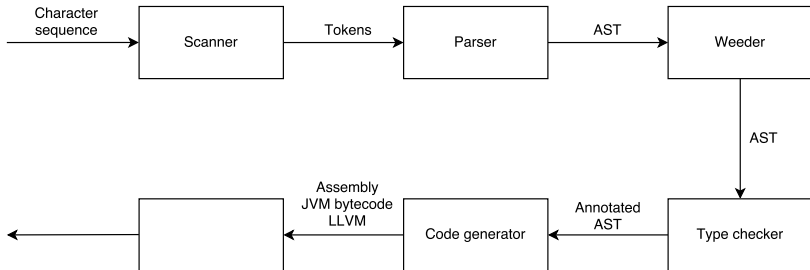 Character
sequence
Scanner
Tokens
Parser
AST
Weeder
AST
Type checker
Annotated
AST
Code generator
Assembly
JVM bytecode
LLVM